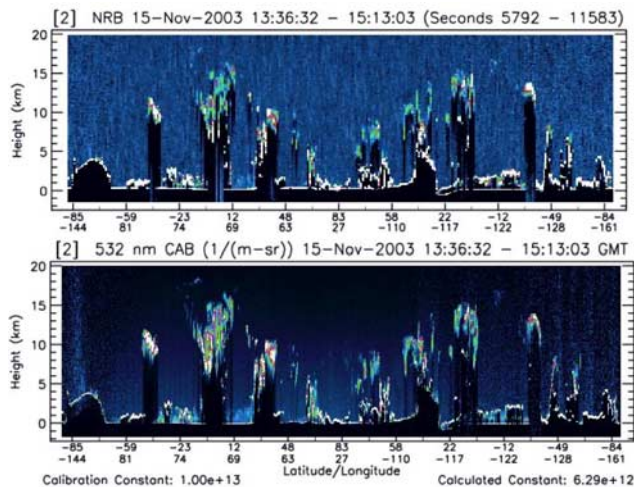 [2] NRB 15-Nov-2003 13:36:32 - 15:13:03 (Seconds 5792 - 11583)
20
15
10
5
0
Height (km)
-85 -59 -23 12 48 83 58 22 -13 -49 -84
-144 81 74 69 63 27 -110 -117 -122 -128 -161
[2] 532 nm CAB (1/(m-sr)) 15-Nov-2003 13:36:32 - 15:13:03 GMT
20
15
10
5
0
Height (km)
-85 -59 -23 12 48 83 58 22 -13 -49 -84
-144 81 74 69 63 27 -110 -117 -122 -128 -161
Latitude/Longitude
Calibration Constant: 1.00e+13 Calculated Constant: 6.29e+12